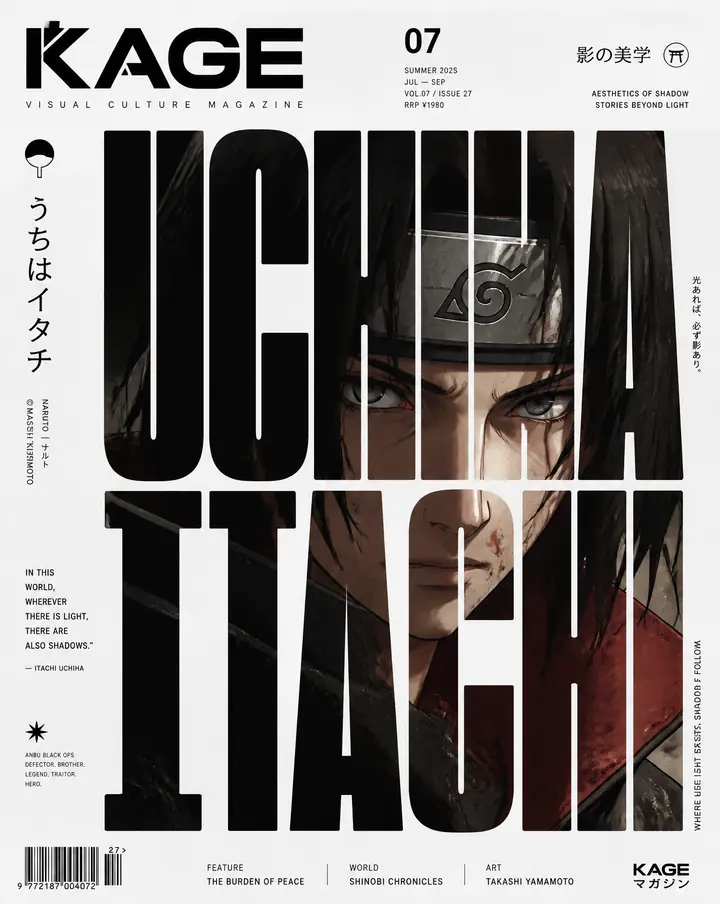 KAGE
VISUAL CULTURE MAGAZINE
07
SUMMER 2025
JUL — SEP
VOL.07 / ISSUE 27
RRP ¥1980
影の美学
AESTHETICS OF SHADOW
STORIES BEYOND LIGHT
うちはイタチ
NARUTO | ナルト
UCHIHA
ITACHI
光あれば、必ず影あり。
IN THIS
WORLD,
WHEREVER
THERE IS LIGHT,
THERE ARE
ALSO SHADOWS.”
— ITACHI UCHIHA
ANBU BLACK OPS
DEFECTOR. BROTHER.
LEGEND. TRAITOR.
HERO.
FOLLOW
27>
9 772187 004072
FEATURE
THE BURDEN OF PEACE
WORLD
SHINOBI CHRONICLES
ART
TAKASHI YAMAMOTO
KAGE
マガジン